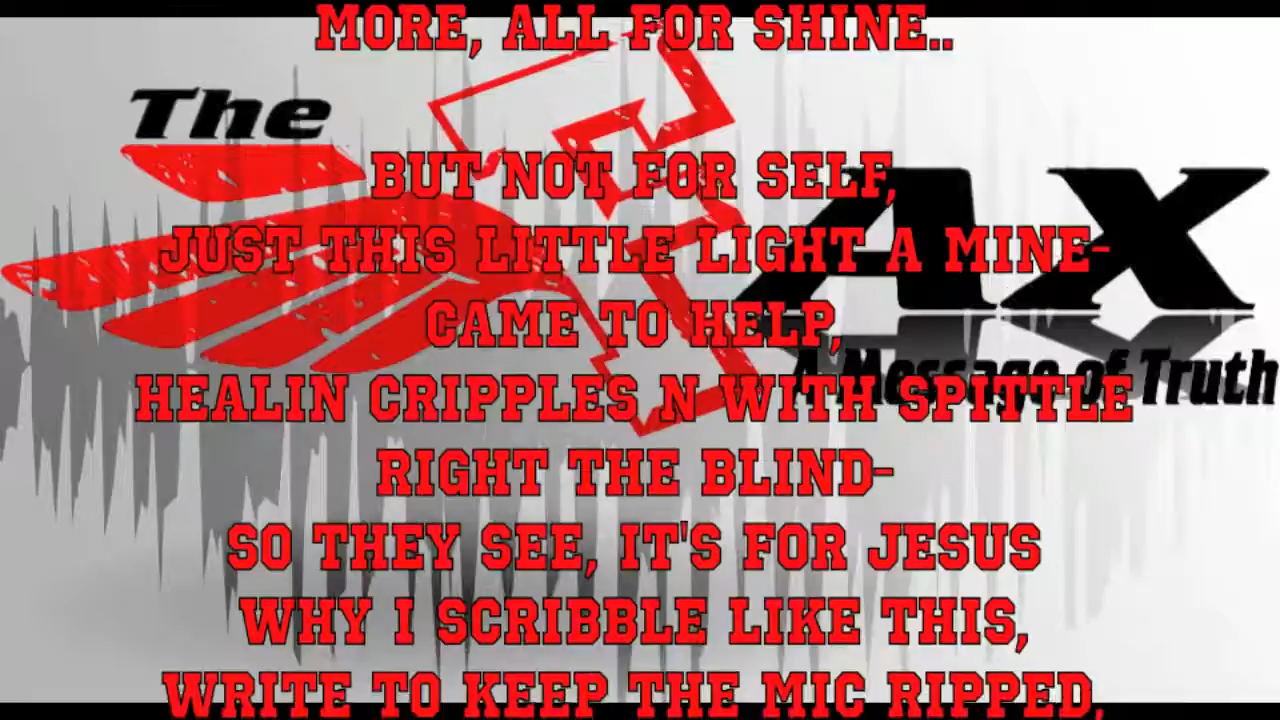 MORE, ALL FOR SHINE..
The
BUT NOT FOR SELF,
AX
JUST THIS LITTLE LIGHT A MINE-
CAME TO HELP,
A Message of Truth
HEALIN CRIPPLES N WITH SPITTLE
RIGHT THE BLIND-
SO THEY SEE, IT'S FOR JESUS
WHY I SCRIBBLE LIKE THIS,
WRITE TO KEEP THE MIC RIPPED,